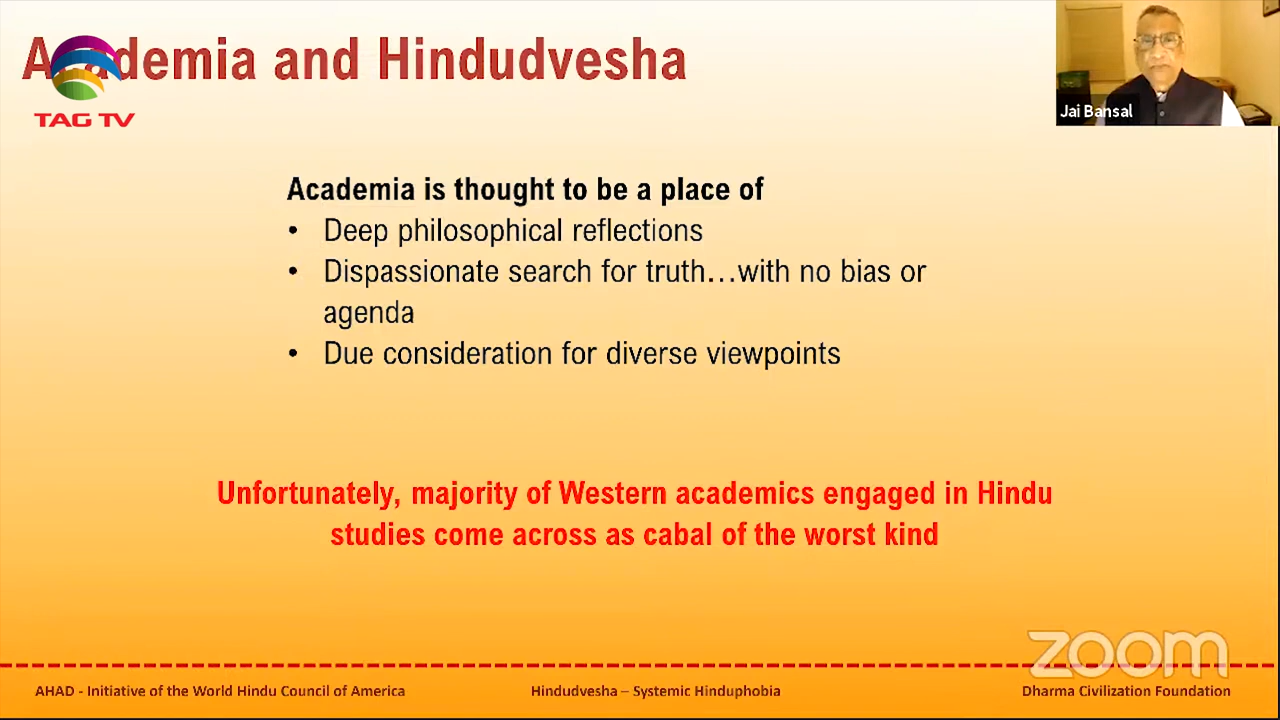 Academia and Hindudvesha
TAG TV
Jai Bansal
Academia is thought to be a place of
• Deep philosophical reflections
• Dispassionate search for truth...with no bias or
agenda
• Due consideration for diverse viewpoints
Unfortunately, majority of Western academics engaged in Hindu
studies come across as cabal of the worst kind
zoom
AHAD - Initiative of the World Hindu Council of America
Hindudvesha – Systemic Hinduphobia
Dharma Civilization Foundation